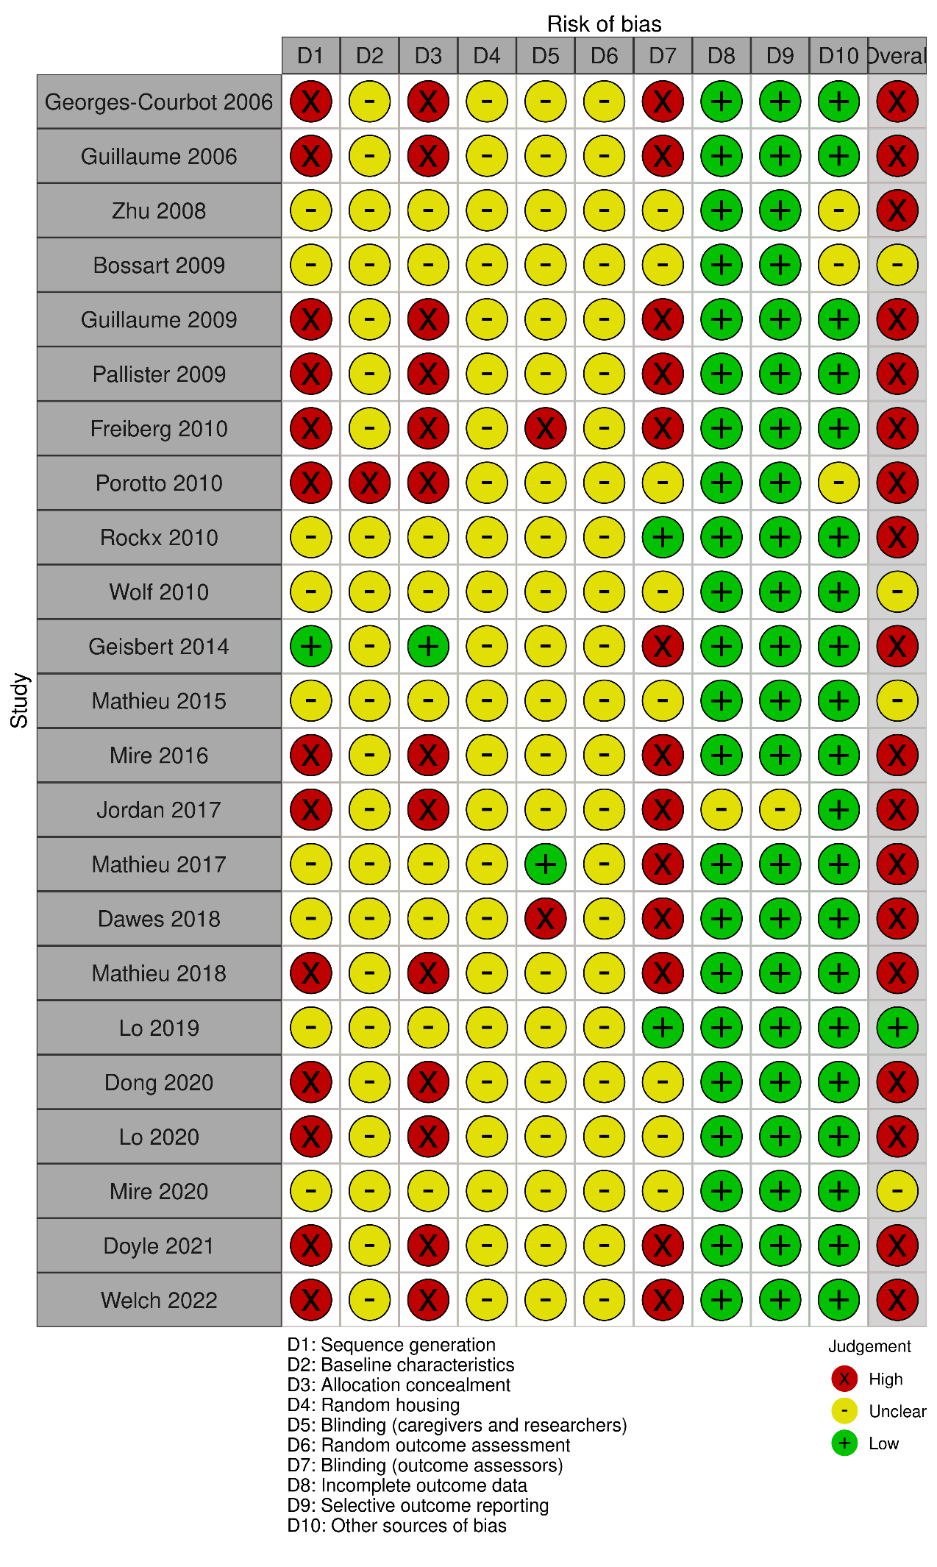 Risk of bias
D1 D2 D3 D4 D5 D6 D7 D8 D9 D10 Overal
Georges-Courbot 2006 X - X - - - X + + + X
Guillaume 2006 X - X - - - X + + + X
Zhu 2008 - - - - - - - + + - X
Bossart 2009 - - - - - - - + + - -
Guillaume 2009 X - X - - - X + + + X
Pallister 2009 X - X - - - X + + + X
Freiberg 2010 X - X - X - X + + + X
Porotto 2010 X X X - - - - + + - X
Rockx 2010 - - - - - - + + + + X
Wolf 2010 - - - - - - - + + + -
Geisbert 2014 + - + - - - X + + + X
Study
Mathieu 2015 - - - - - - - + + + -
Mire 2016 X - X - - - X + + + X
Jordan 2017 X - X - - - X - - + X
Mathieu 2017 - - - - + - X + + + X
Dawes 2018 - - - - X - X + + + X
Mathieu 2018 X - X - - - X + + + X
Lo 2019 - - - - - - + + + + +
Dong 2020 X - X - - - - + + + X
Lo 2020 X - X - - - - + + + X
Mire 2020 - - - - - - - + + + -
Doyle 2021 X - X - - - X + + + X
Welch 2022 X - X - - - X + + + X
D1: Sequence generation
D2: Baseline characteristics
D3: Allocation concealment
D4: Random housing
D5: Blinding (caregivers and researchers)
D6: Random outcome assessment
D7: Blinding (outcome assessors)
D8: Incomplete outcome data
D9: Selective outcome reporting
D10: Other sources of bias
Judgement
X High
- Unclear
+ Low